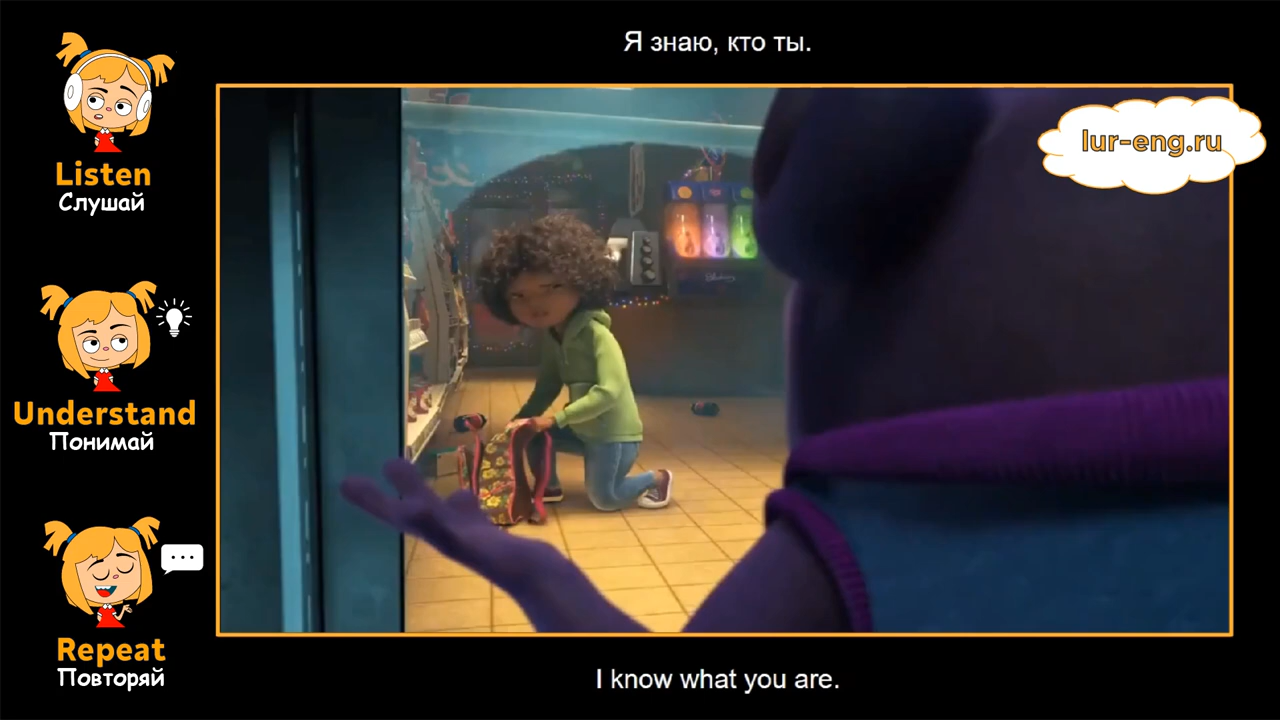 Я знаю, кто ты.
lur-eng.ru
Listen
Слушай
Understand
Понимай
Repeat
Повторяй
I know what you are.